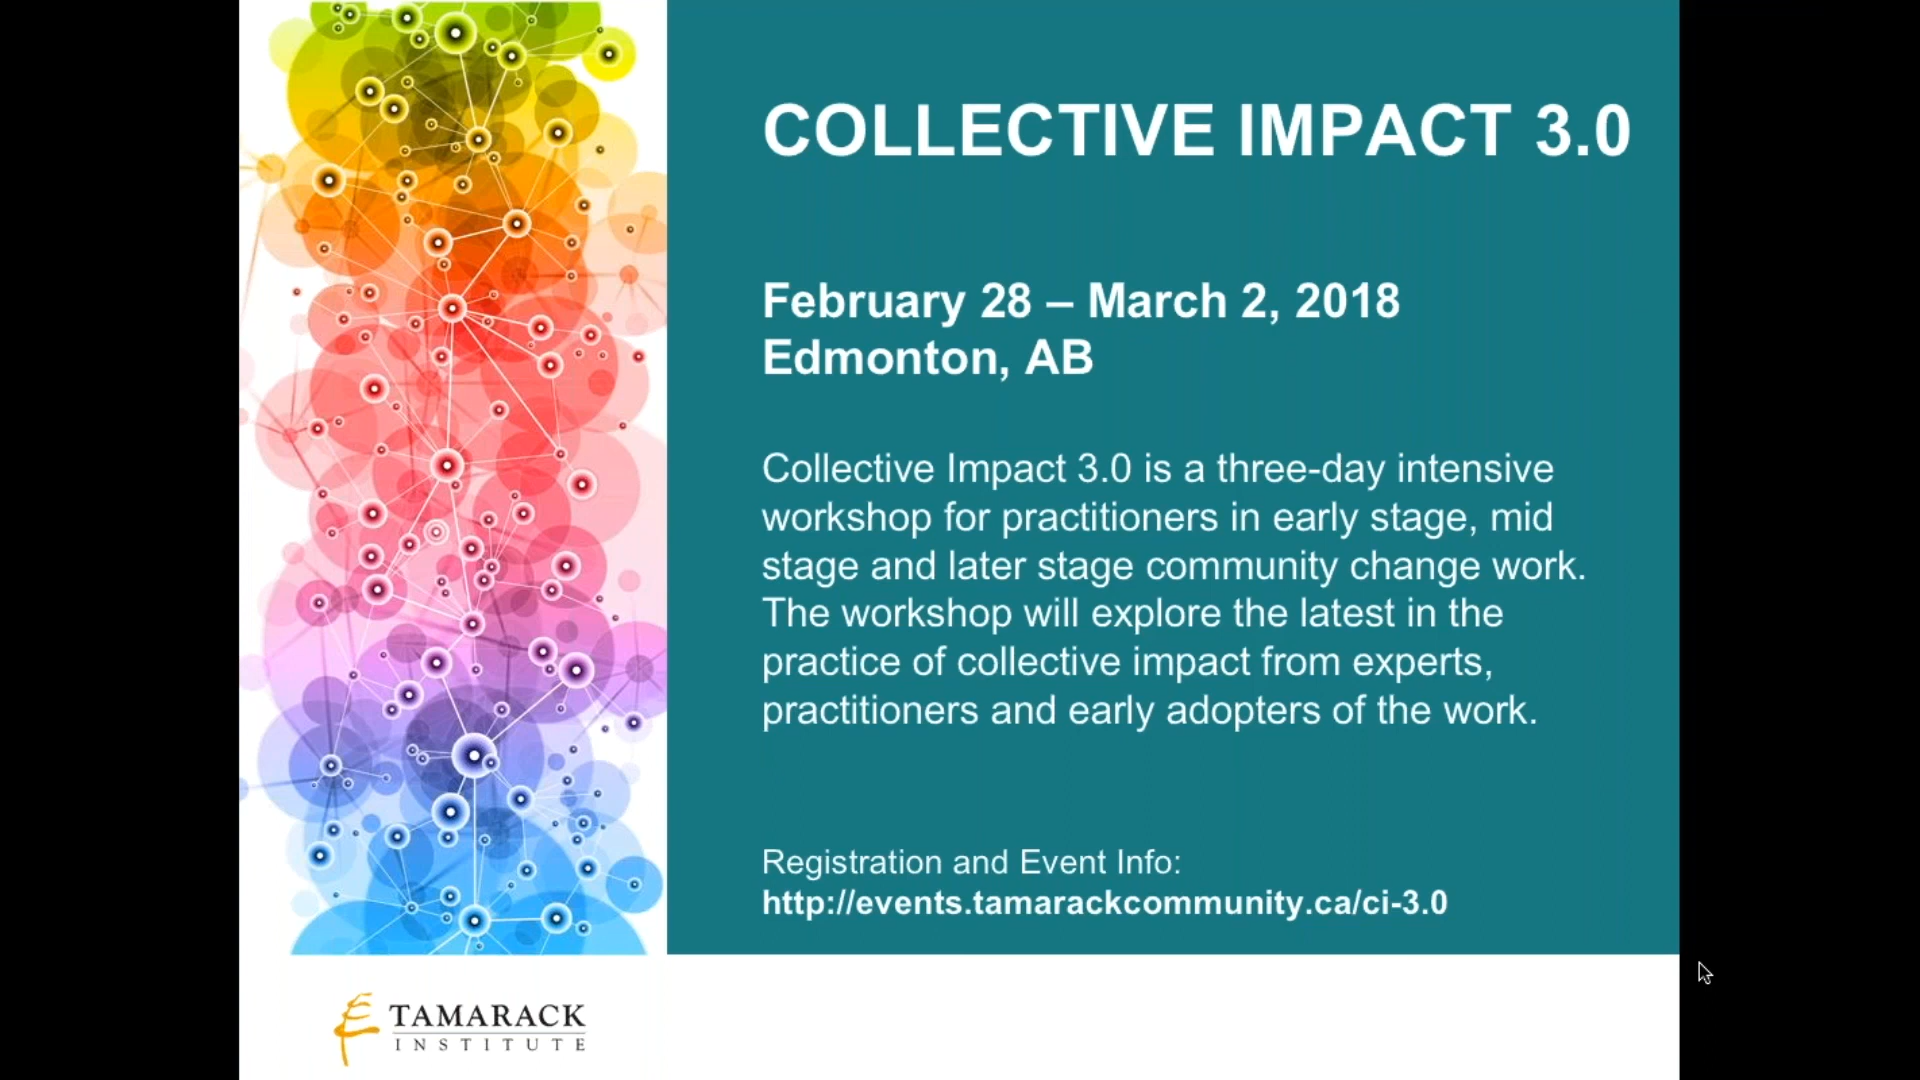 COLLECTIVE IMPACT 3.0
February 28 – March 2, 2018
Edmonton, AB
Collective Impact 3.0 is a three-day intensive
workshop for practitioners in early stage, mid
stage and later stage community change work.
The workshop will explore the latest in the
practice of collective impact from experts,
practitioners and early adopters of the work.
Registration and Event Info:
http://events.tamarackcommunity.ca/ci-3.0
TAMARACK
INSTITUTE